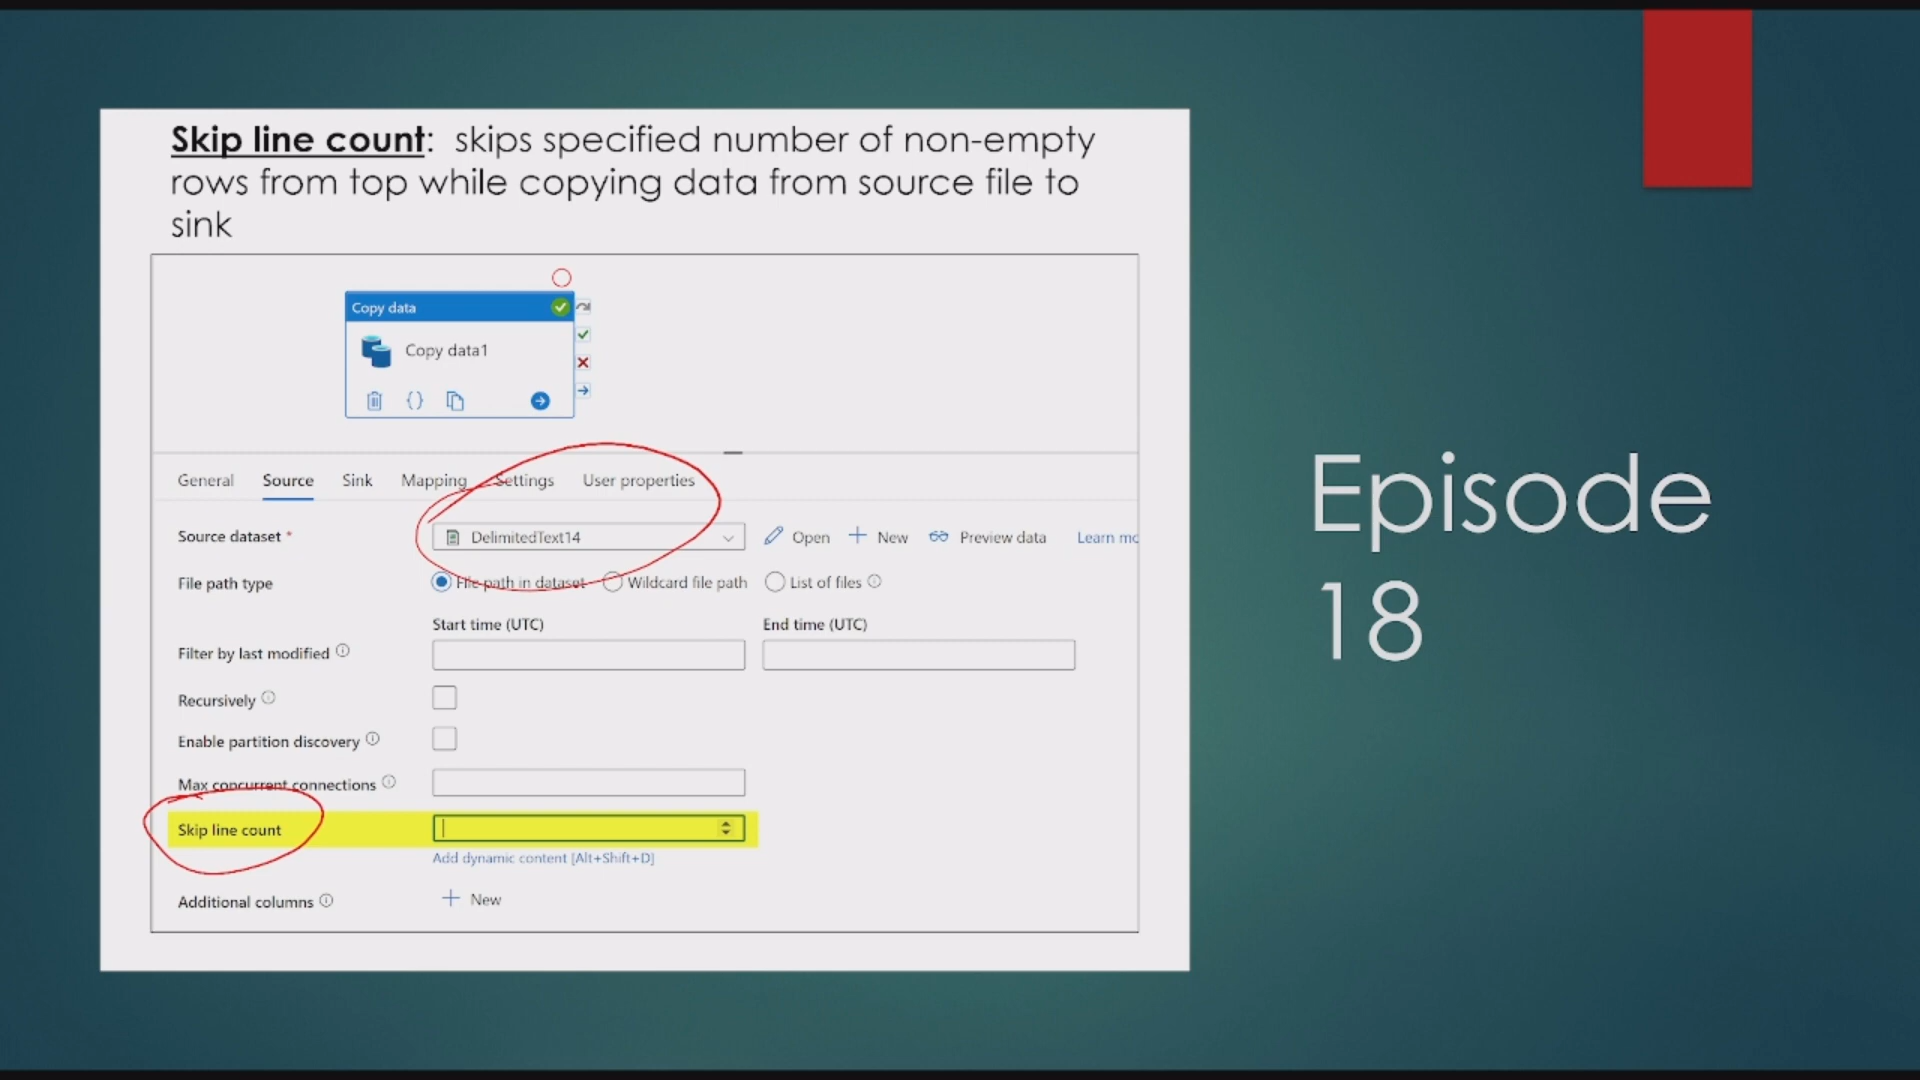 Skip line count: skips specified number of non-empty
rows from top while copying data from source file to
sink
Copy data
Copy data1
General Source Sink Mapping Settings User properties
Source dataset * DelimitedText14 Open New Preview data Learn mo
File path type File path in dataset Wildcard file path List of files
Start time (UTC) End time (UTC)
Filter by last modified
Recursively
Enable partition discovery
Max concurrent connections
Skip line count
Add dynamic content [Alt+Shift+D]
Additional columns New
Episode
18